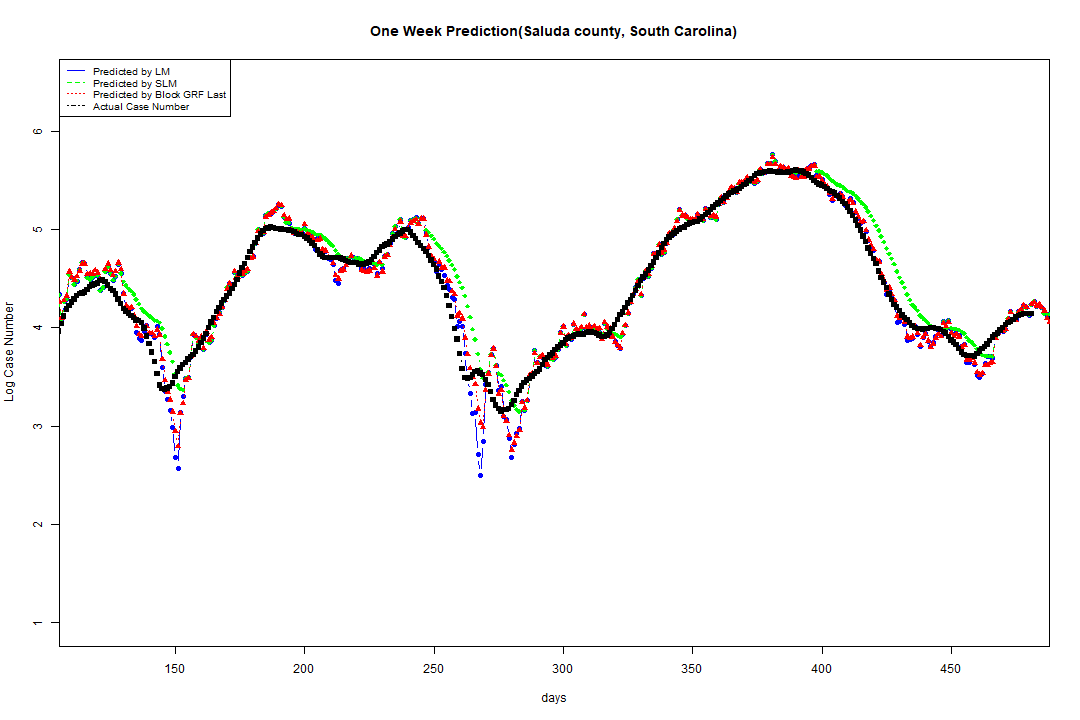 One Week Prediction(Saluda county, South Carolina)
Predicted by LM
Predicted by SLM
Predicted by Block GRF Last
Actual Case Number
6
5
4
3
2
1
Log Case Number
150 200 250 300 350 400 450
days